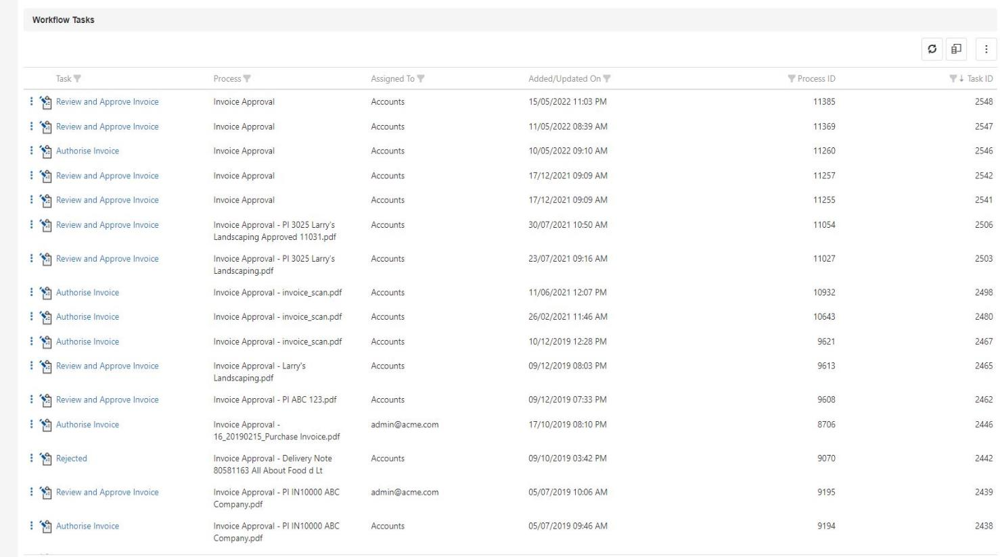 Workflow Tasks
Task Process Assigned To Added/Updated On Process ID Task ID
Review and Approve Invoice Invoice Approval Accounts 15/05/2022 11:03 PM 11385 2548
Review and Approve Invoice Invoice Approval Accounts 11/05/2022 08:39 AM 11369 2547
Authorise Invoice Invoice Approval Accounts 10/05/2022 09:10 AM 11260 2546
Review and Approve Invoice Invoice Approval Accounts 17/12/2021 09:09 AM 11257 2542
Review and Approve Invoice Invoice Approval Accounts 17/12/2021 09:09 AM 11255 2541
Review and Approve Invoice Invoice Approval - PI 3025 Larry's Accounts 30/07/2021 10:50 AM 11054 2506
Landscaping Approved 11031.pdf
Review and Approve Invoice Invoice Approval - PI 3025 Larry's Accounts 23/07/2021 09:16 AM 11027 2503
Landscaping.pdf
Authorise Invoice Invoice Approval - invoice_scan.pdf Accounts 11/06/2021 12:07 PM 10932 2498
Authorise Invoice Invoice Approval - invoice_scan.pdf Accounts 26/02/2021 11:46 AM 10643 2480
Authorise Invoice Invoice Approval - invoice_scan.pdf Accounts 10/12/2019 12:28 PM 9621 2467
Review and Approve Invoice Invoice Approval - Larry's Accounts 09/12/2019 08:03 PM 9613 2465
Landscaping.pdf
Review and Approve Invoice Invoice Approval - PI ABC 123.pdf Accounts 09/12/2019 07:33 PM 9608 2462
Authorise Invoice Invoice Approval - admin@acme.com 17/10/2019 08:10 PM 8706 2446
16_20190215_Purchase Invoice.pdf
Rejected Invoice Approval - Delivery Note Accounts 09/10/2019 03:42 PM 9070 2442
80581163 All About Food d Lt
Review and Approve Invoice Invoice Approval - PI IN10000 ABC admin@acme.com 05/07/2019 10:06 AM 9195 2439
Company.pdf
Authorise Invoice Invoice Approval - PI IN10000 ABC Accounts 05/07/2019 09:46 AM 9194 2438
Company.pdf